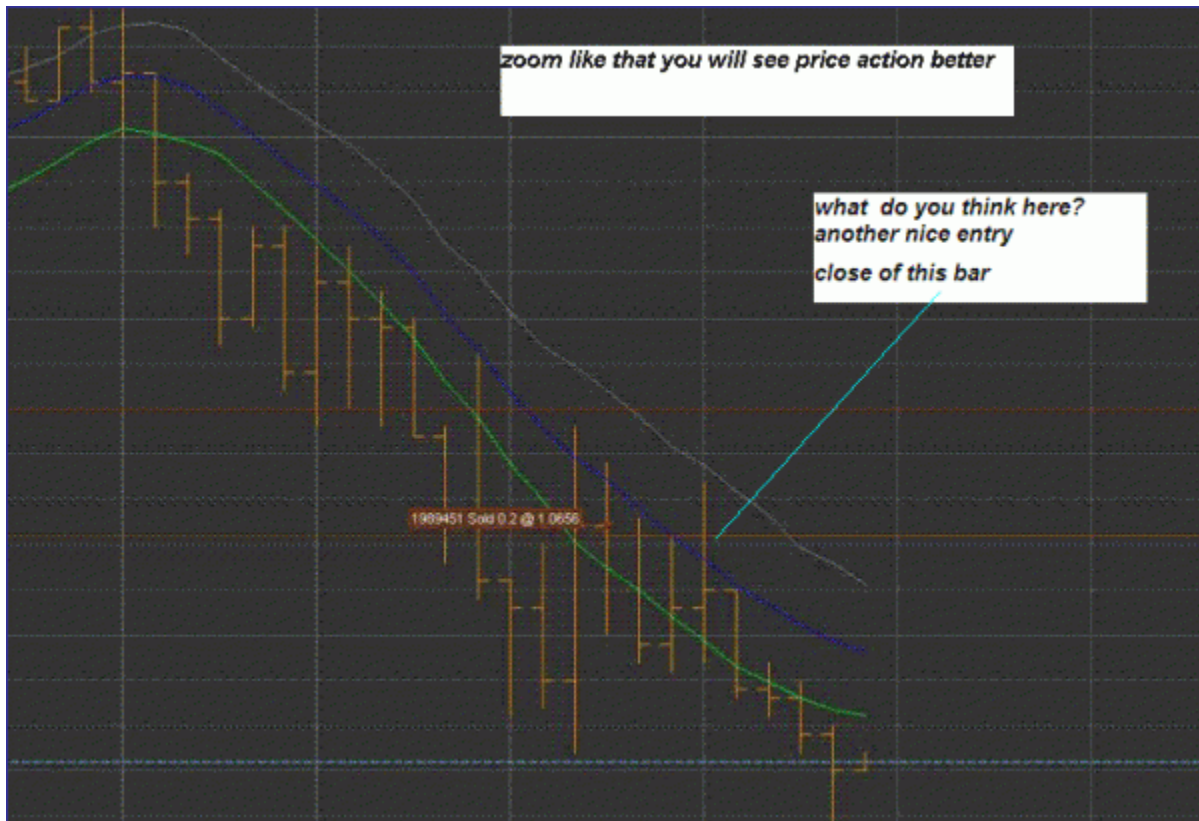 zoom like that you will see price action better
what do you think here?
another nice entry
close of this bar
1989451 Sold 0.2 @ 1.0656